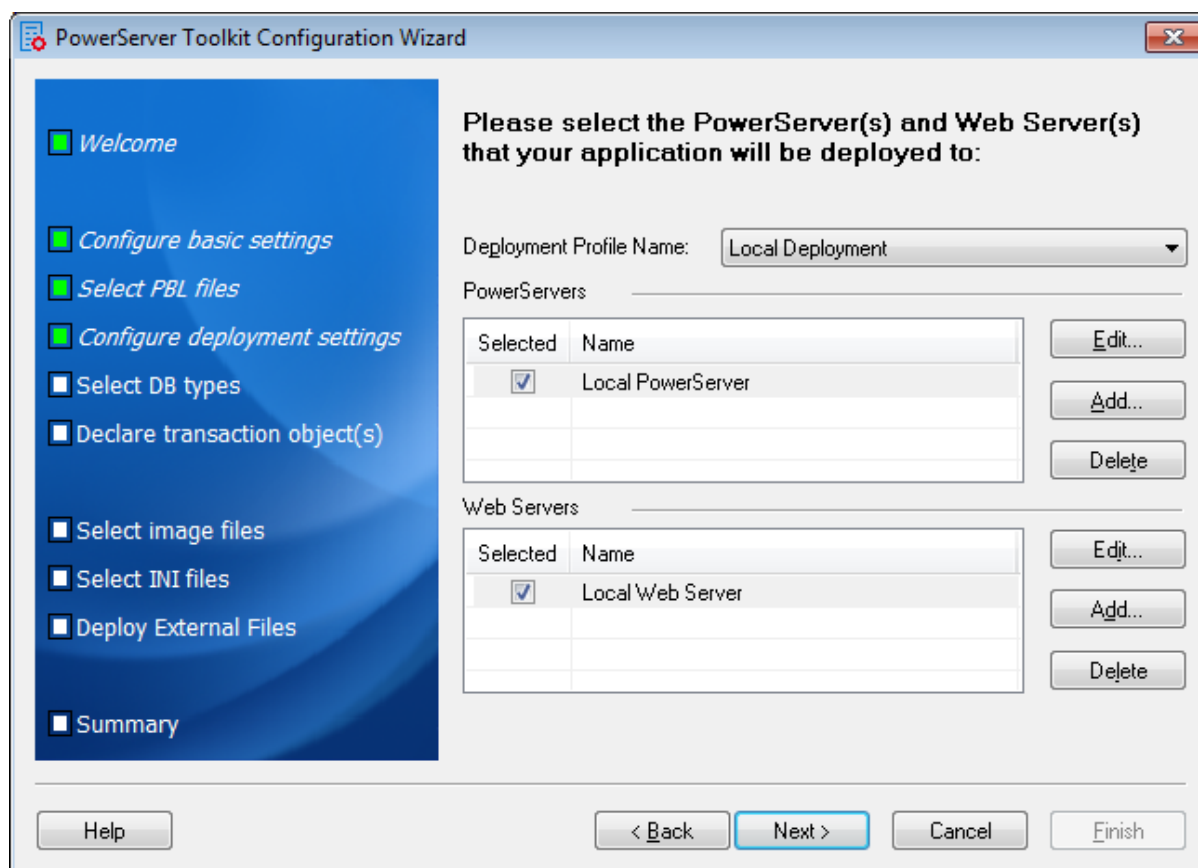 PowerServer Toolkit Configuration Wizard
Welcome
Configure basic settings
Select PBL files
Configure deployment settings
Select DB types
Declare transaction object(s)
Select image files
Select INI files
Deploy External Files
Summary
Please select the PowerServer(s) and Web Server(s)
that your application will be deployed to:
Deployment Profile Name: Local Deployment
PowerServers
Selected Name
Local PowerServer
Edit...
Add...
Delete
Web Servers
Selected Name
Local Web Server
Edit...
Add...
Delete
Help < Back Next > Cancel Finish